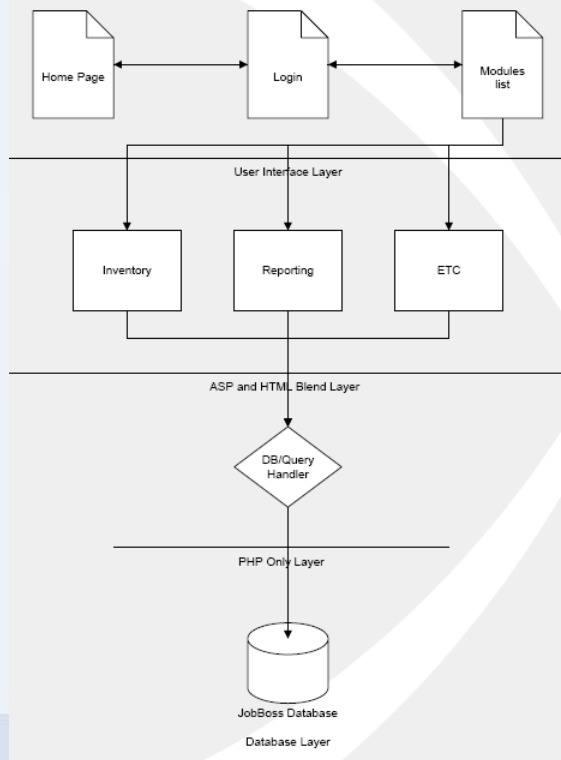 Home Page
Login
Modules
list
User Interface Layer
Inventory
Reporting
ETC
ASP and HTML Blend Layer
DB/Query
Handler
PHP Only Layer
JobBoss Database
Database Layer